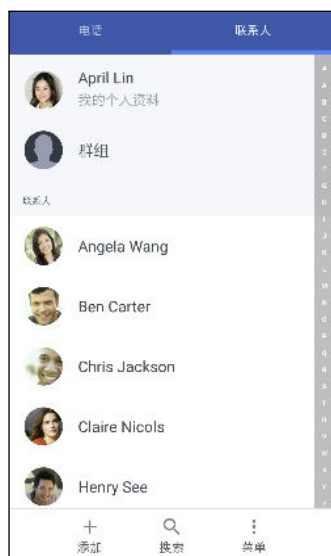 电话 联系人
April Lin
我的个人资料
群组
联系人
Angela Wang
Ben Carter
Chris Jackson
Claire Nicols
Henry See
添加 搜索 菜单
#
A
B
C
D
E
F
G
H
I
J
K
L
M
N
O
P
Q
R
S
T
U
V
W
X
Y